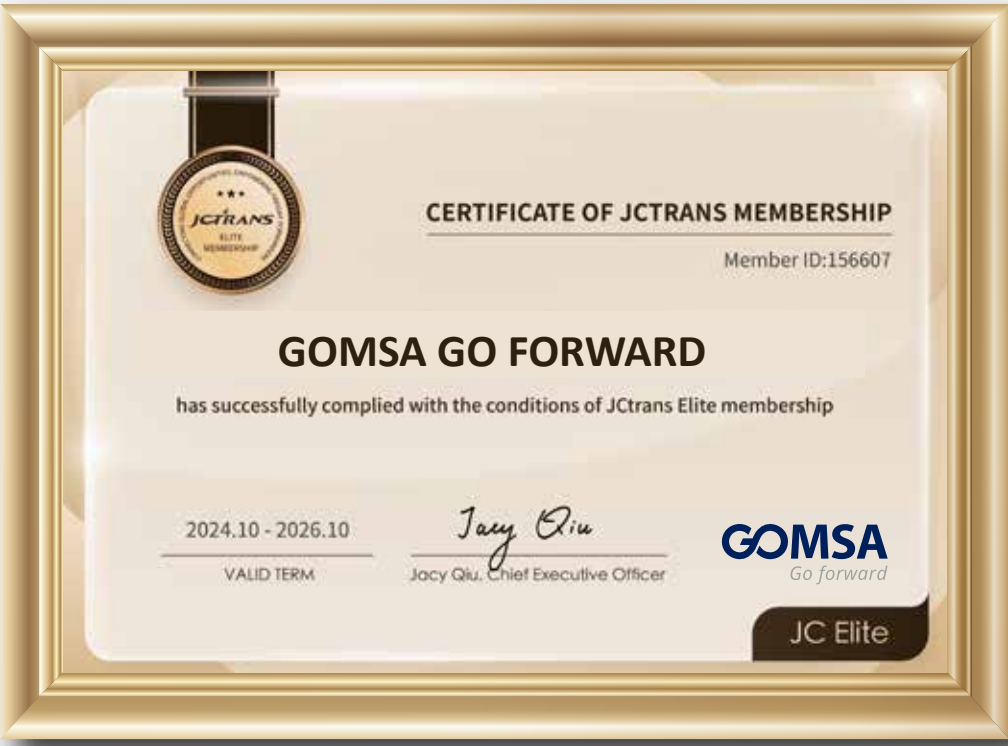 JCTRANS
ELITE
MEMBERSHIP
CERTIFICATE OF JCTRANS MEMBERSHIP
Member ID:156607
GOMSA GO FORWARD
has successfully complied with the conditions of JCtrans Elite membership
2024.10 - 2026.10
VALID TERM
Jacy Qiu
Jacy Qiu. Chief Executive Officer
GOMSA
Go forward
JC Elite